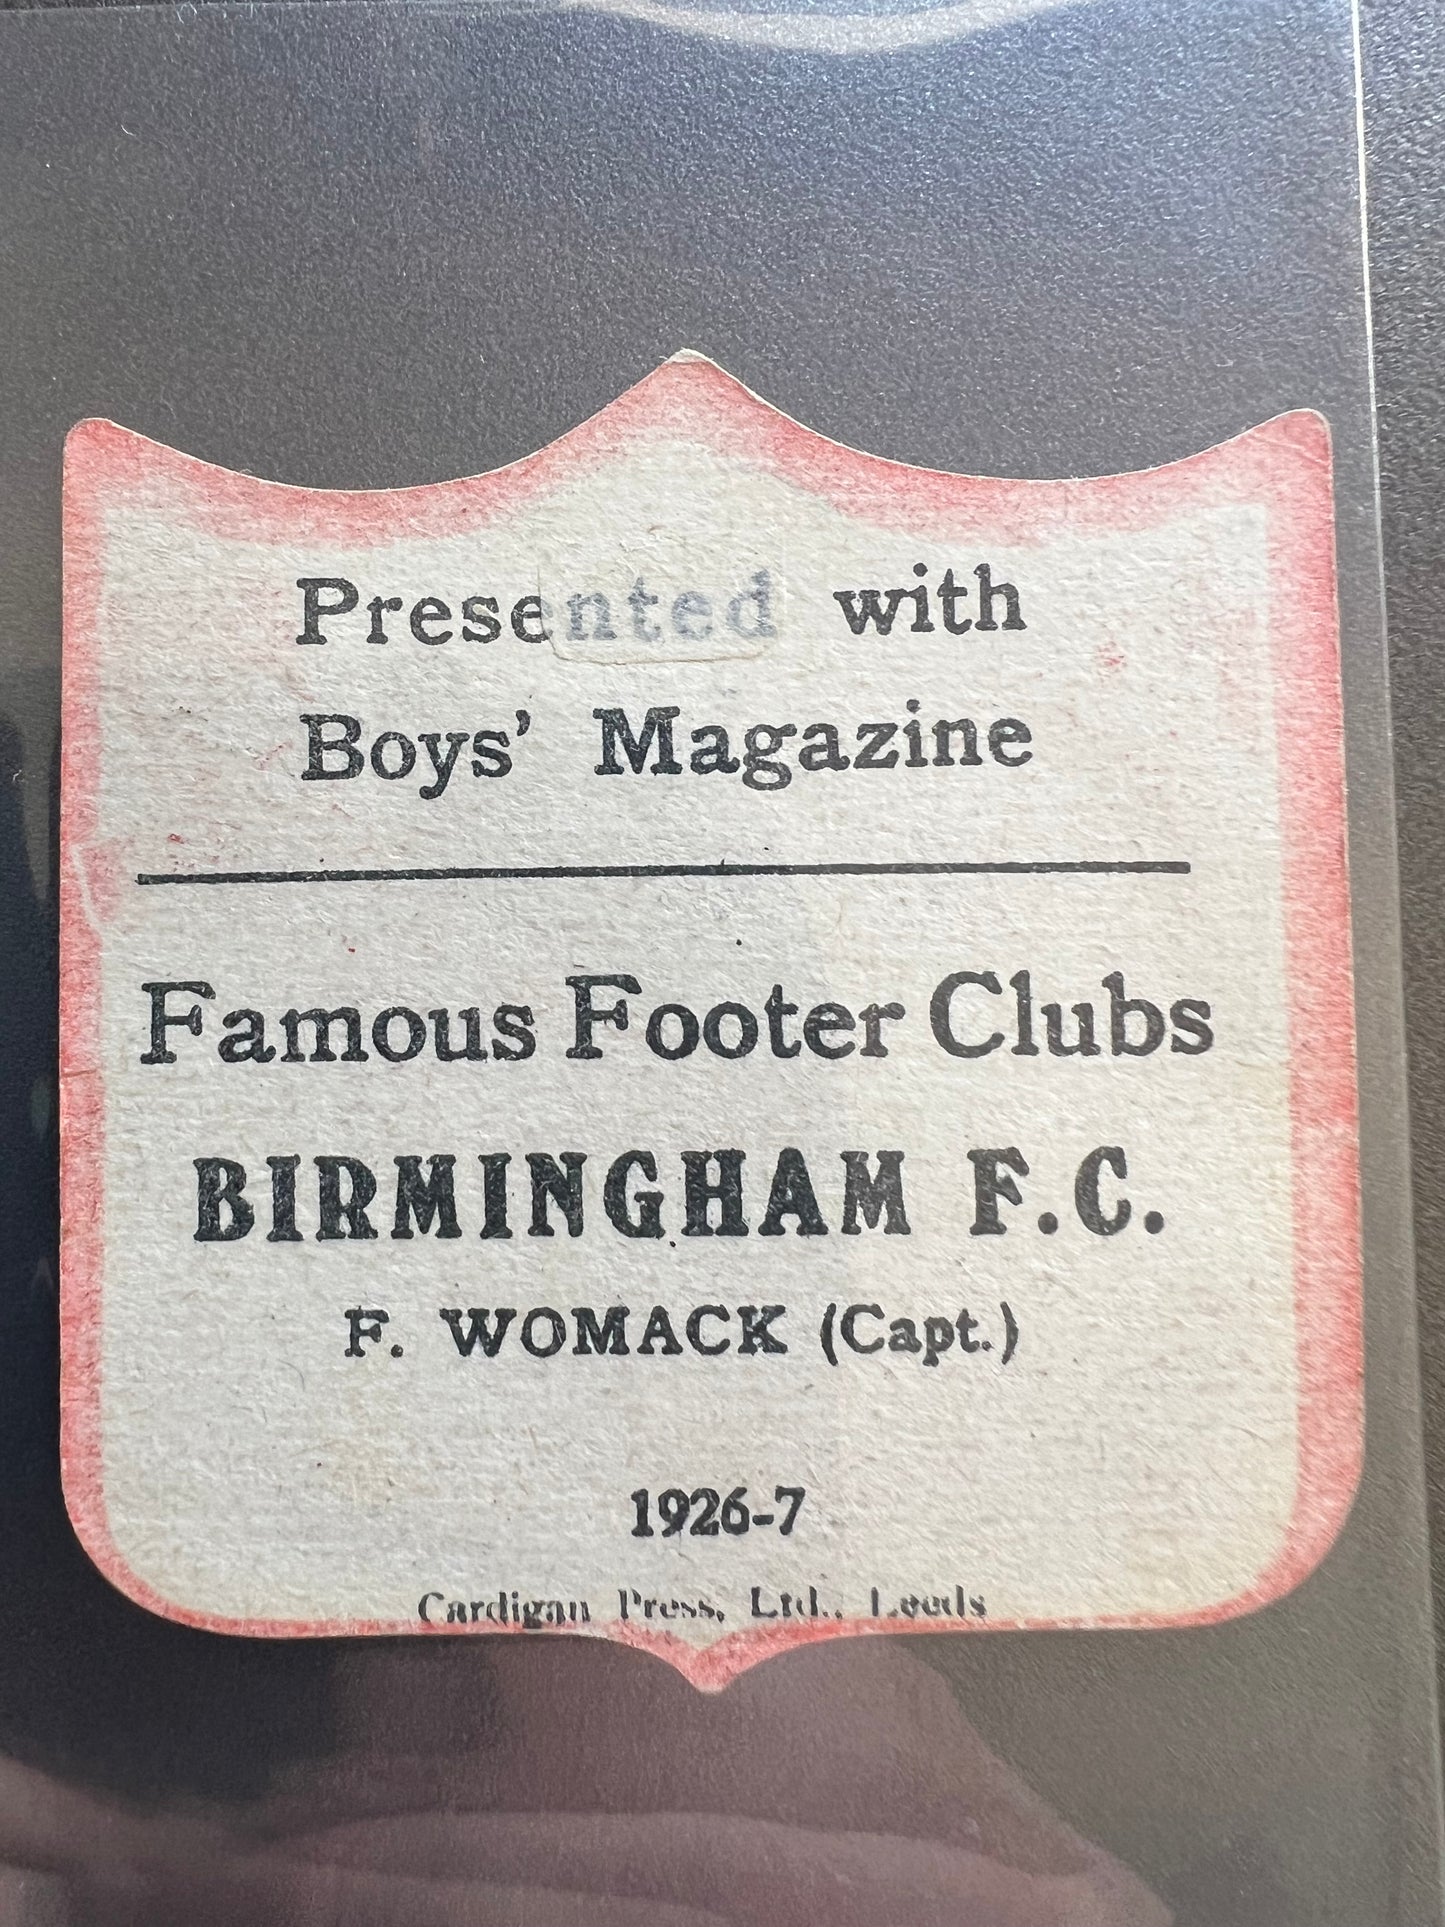 Presented with
Boys' Magazine
Famous Footer Clubs
BIRMINGHAM F.C.
F. WOMACK (Capt.)
1926-7
Cardigan Press, Ltd., Leeds